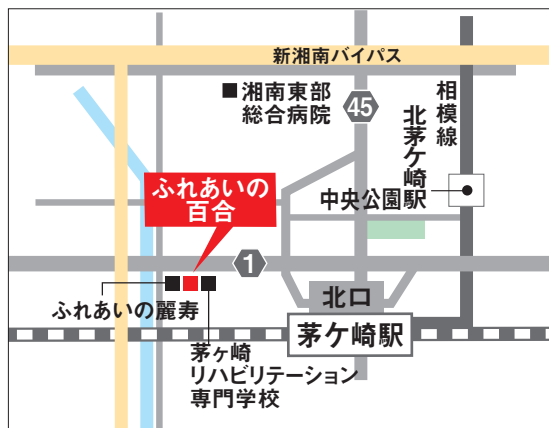 新湘南バイパス
湘南東部
総合病院
45
相模線
北茅ケ崎駅
中央公園
ふれあいの
百合
1
ふれあいの麗寿
北口
茅ケ崎駅
茅ヶ崎
リハビリテーション
専門学校